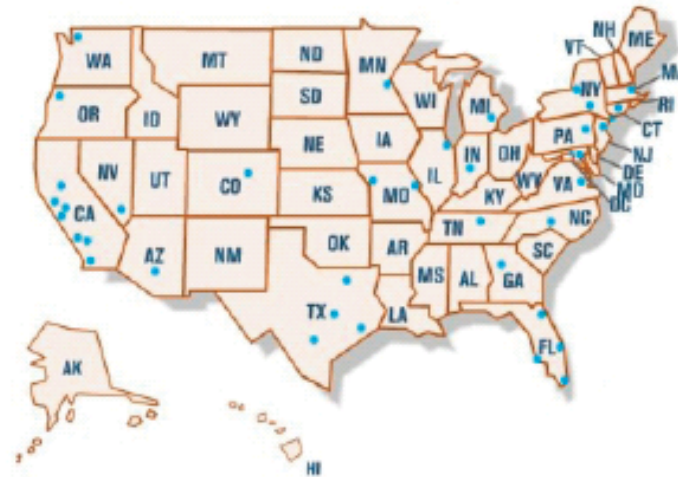 WA
MT
ND
MN
VT
NH
ME
OR
ID
WY
SD
WI
MI
NY
RI
CT
NV
UT
CO
NE
IA
IL
IN
OH
PA
NJ
DE
MD
DC
CA
KS
MO
KY
WV
VA
AZ
NM
OK
AR
TN
NC
SC
TX
LA
MS
AL
GA
FL
AK
HI